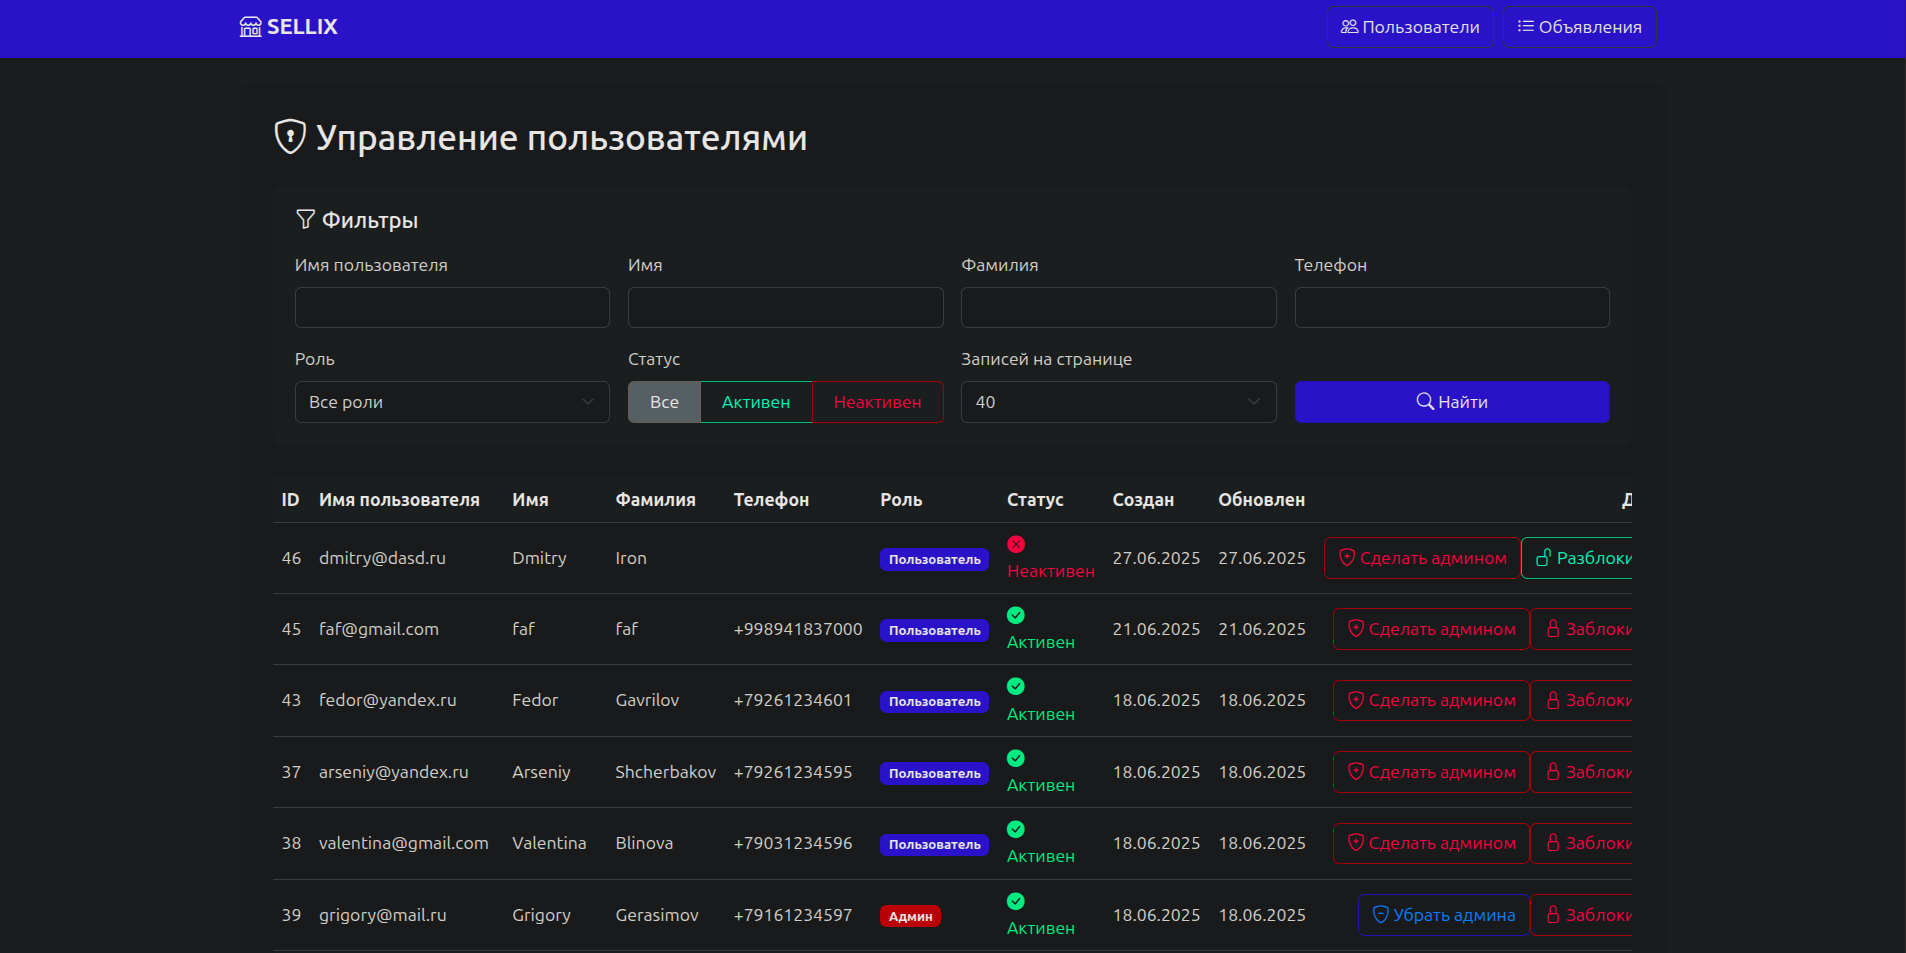 SELLIX
Пользователи
Объявления
Управление пользователями
Фильтры
Имя пользователя Имя Фамилия Телефон
Роль Статус Записей на странице
Все роли Все Активен Неактивен 40 Найти
ID Имя пользователя Имя Фамилия Телефон Роль Статус Создан Обновлен
46 dmitry@dasd.ru Dmitry Iron Пользователь Неактивен 27.06.2025 27.06.2025 Сделать админом Разблоки
45 faf@gmail.com faf faf +998941837000 Пользователь Активен 21.06.2025 21.06.2025 Сделать админом Заблоки
43 fedor@yandex.ru Fedor Gavrilov +79261234601 Пользователь Активен 18.06.2025 18.06.2025 Сделать админом Заблоки
37 arseniy@yandex.ru Arseniy Shcherbakov +79261234595 Пользователь Активен 18.06.2025 18.06.2025 Сделать админом Заблоки
38 valentina@gmail.com Valentina Blinova +79031234596 Пользователь Активен 18.06.2025 18.06.2025 Сделать админом Заблоки
39 grigory@mail.ru Grigory Gerasimov +79161234597 Админ Активен 18.06.2025 18.06.2025 Убрать админа Заблоки